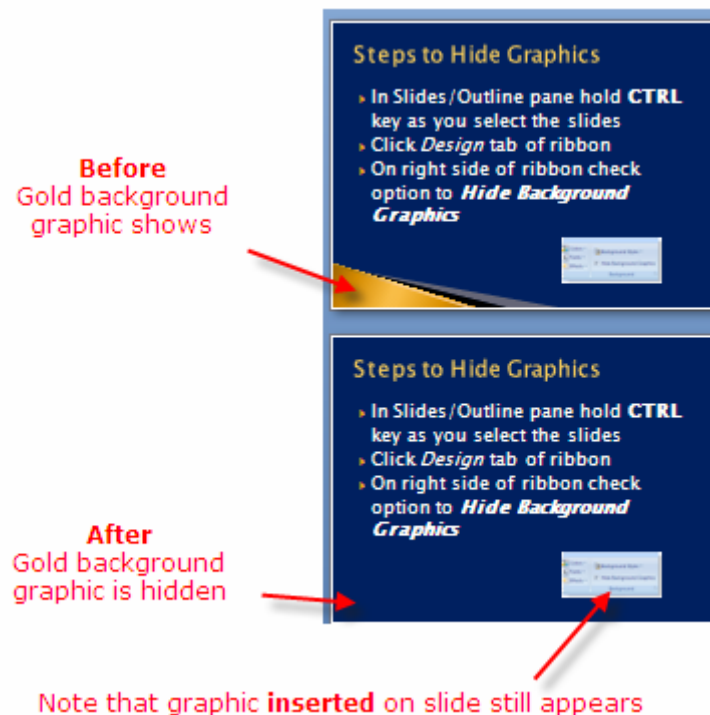 Steps to Hide Graphics
In Slides/Outline pane hold CTRL
key as you select the slides
Click Design tab of ribbon
On right side of ribbon check
option to Hide Background
Graphics
Before
Gold background
graphic shows
Steps to Hide Graphics
In Slides/Outline pane hold CTRL
key as you select the slides
Click Design tab of ribbon
On right side of ribbon check
option to Hide Background
Graphics
After
Gold background
graphic is hidden
Note that graphic inserted on slide still appears